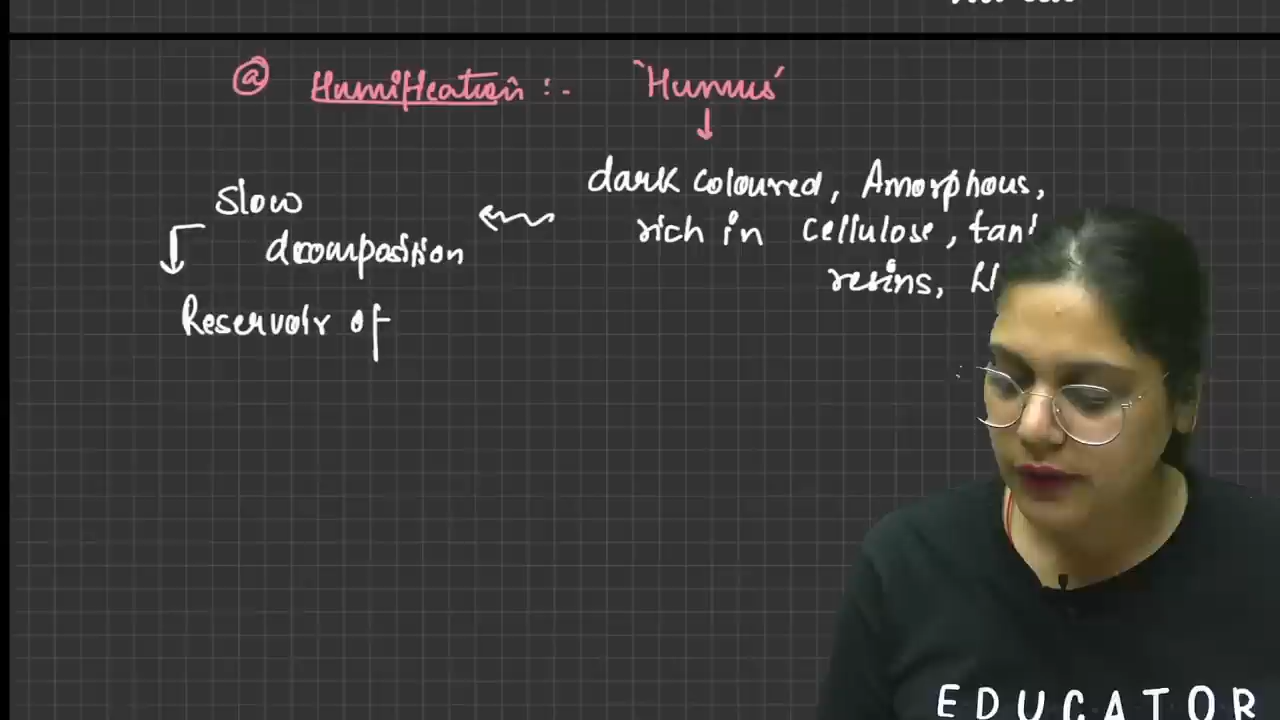 @ Humification :- 'Humus'
↓
dark coloured, Amorphous,
rich in cellulose,
resins,
slow
decomposition
Reservoir of
EDUCATOR